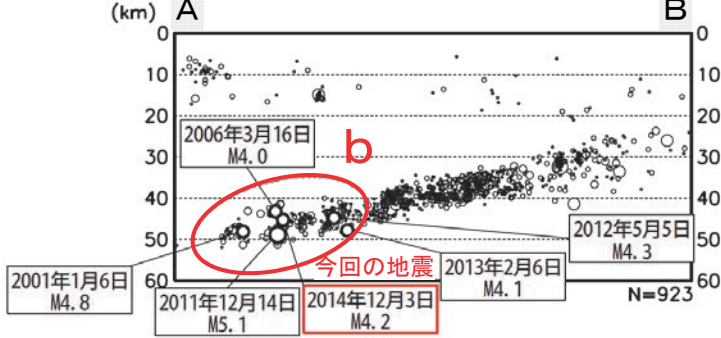 (km) A B
0 0
10 10
20 20
30 30
40 40
50 50
60 60
2006年3月16日
M4.0
b
2012年5月5日
M4.3
今回の地震
2013年2月6日
M4.1
2001年1月6日
M4.8
2011年12月14日
M5.1
2014年12月3日
M4.2
N=923